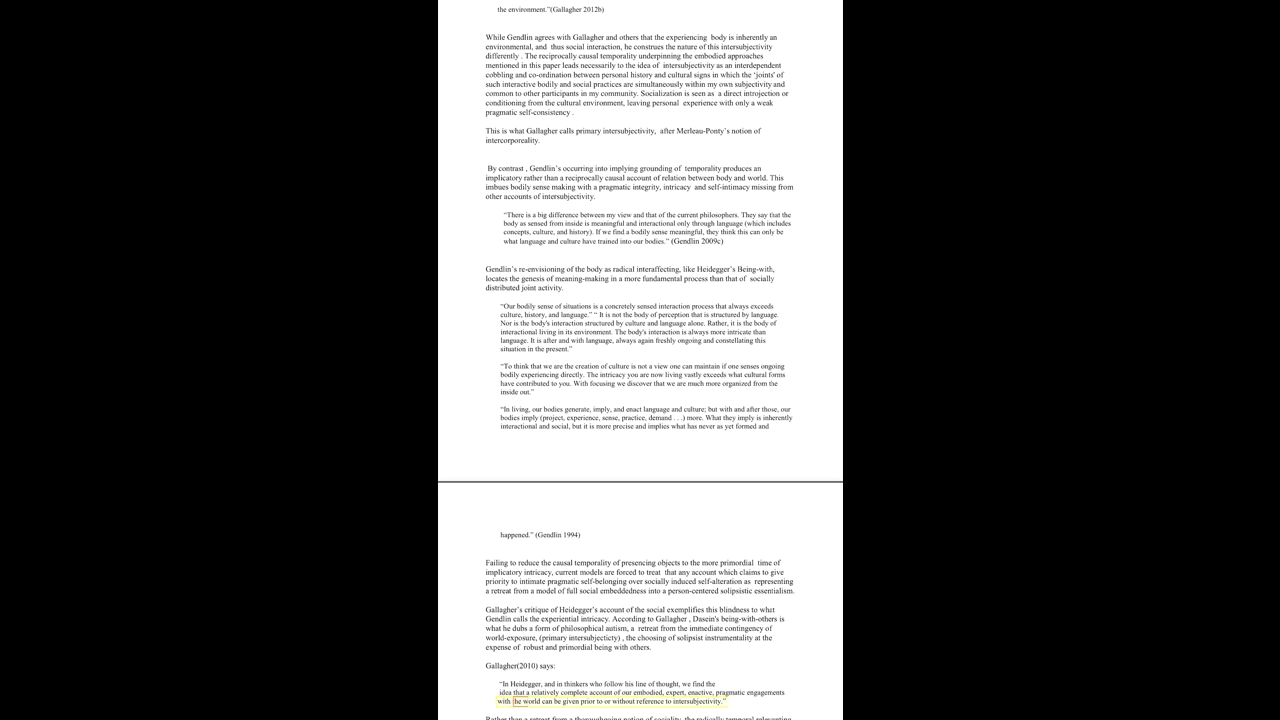 the environment.”(Gallagher 2012b)
While Gendlin agrees with Gallagher and others that the experiencing body is inherently an
environmental, and thus social interaction, he construes the nature of this intersubjectivity
differently . The reciprocally causal temporality underpinning the embodied approaches
mentioned in this paper leads necessarily to the idea of intersubjectivity as an interdependent
cobbling and co-ordination between personal history and cultural signs in which the ‘joints’ of
such interactive bodily and social practices are simultaneously within my own subjectivity and
common to other participants in my community. Socialization is seen as a direct introjection or
conditioning from the cultural environment, leaving personal experience with only a weak
pragmatic self-consistency .
This is what Gallagher calls primary intersubjectivity, after Merleau-Ponty’s notion of
intercorporeality.
By contrast , Gendlin’s occurring into implying grounding of temporality produces an
implicatory rather than a reciprocally causal account of relation between body and world. This
imbues bodily sense making with a pragmatic integrity, intricacy and self-intimacy missing from
other accounts of intersubjectivity.
“There is a big difference between my view and that of the current philosophers. They say that the
body as sensed from inside is meaningful and interactional only through language (which includes
concepts, culture, and history). If we find a bodily sense meaningful, they think this can only be
what language and culture have trained into our bodies.” (Gendlin 2009c)
Gendlin’s re-envisioning of the body as radical interaffecting, like Heidegger’s Being-with,
locates the genesis of meaning-making in a more fundamental process than that of socially
distributed joint activity.
“Our bodily sense of situations is a concretely sensed interaction process that always exceeds
culture, history, and language.” “ It is not the body of perception that is structured by language.
Nor is the body's interaction structured by culture and language alone. Rather, it is the body of
interactional living in its environment. The body's interaction is always more intricate than
language. It is after and with language, always again freshly ongoing and constellating this
situation in the present.”
“To think that we are the creation of culture is not a view one can maintain if one senses ongoing
bodily experiencing directly. The intricacy you are now living vastly exceeds what cultural forms
have contributed to you. With focusing we discover that we are much more organized from the
inside out.”
“In living, our bodies generate, imply, and enact language and culture; but with and after those, our
bodies imply (project, experience, sense, practice, demand . . .) more. What they imply is inherently
interactional and social, but it is more precise and implies what has never as yet formed and
happened.” (Gendlin 1994)
Failing to reduce the causal temporality of presencing objects to the more primordial time of
implicatory intricacy, current models are forced to treat that any account which claims to give
priority to intimate pragmatic self-belonging over socially induced self-alteration as representing
a retreat from a model of full social embeddedness into a person-centered solipsistic essentialism.
Gallagher’s critique of Heidegger’s account of the social exemplifies this blindness to what
Gendlin calls the experiential intricacy. According to Gallagher , Dasein's being-with-others is
what he dubs a form of philosophical autism, a retreat from the immediate contingency of
world-exposure, (primary intersubjecticty) , the choosing of solipsist instrumentality at the
expense of robust and primordial being with others.
Gallagher(2010) says:
“In Heidegger, and in thinkers who follow his line of thought, we find the
idea that a relatively complete account of our embodied, expert, enactive, pragmatic engagements
with the world can be given prior to or without reference to intersubjectivity.”